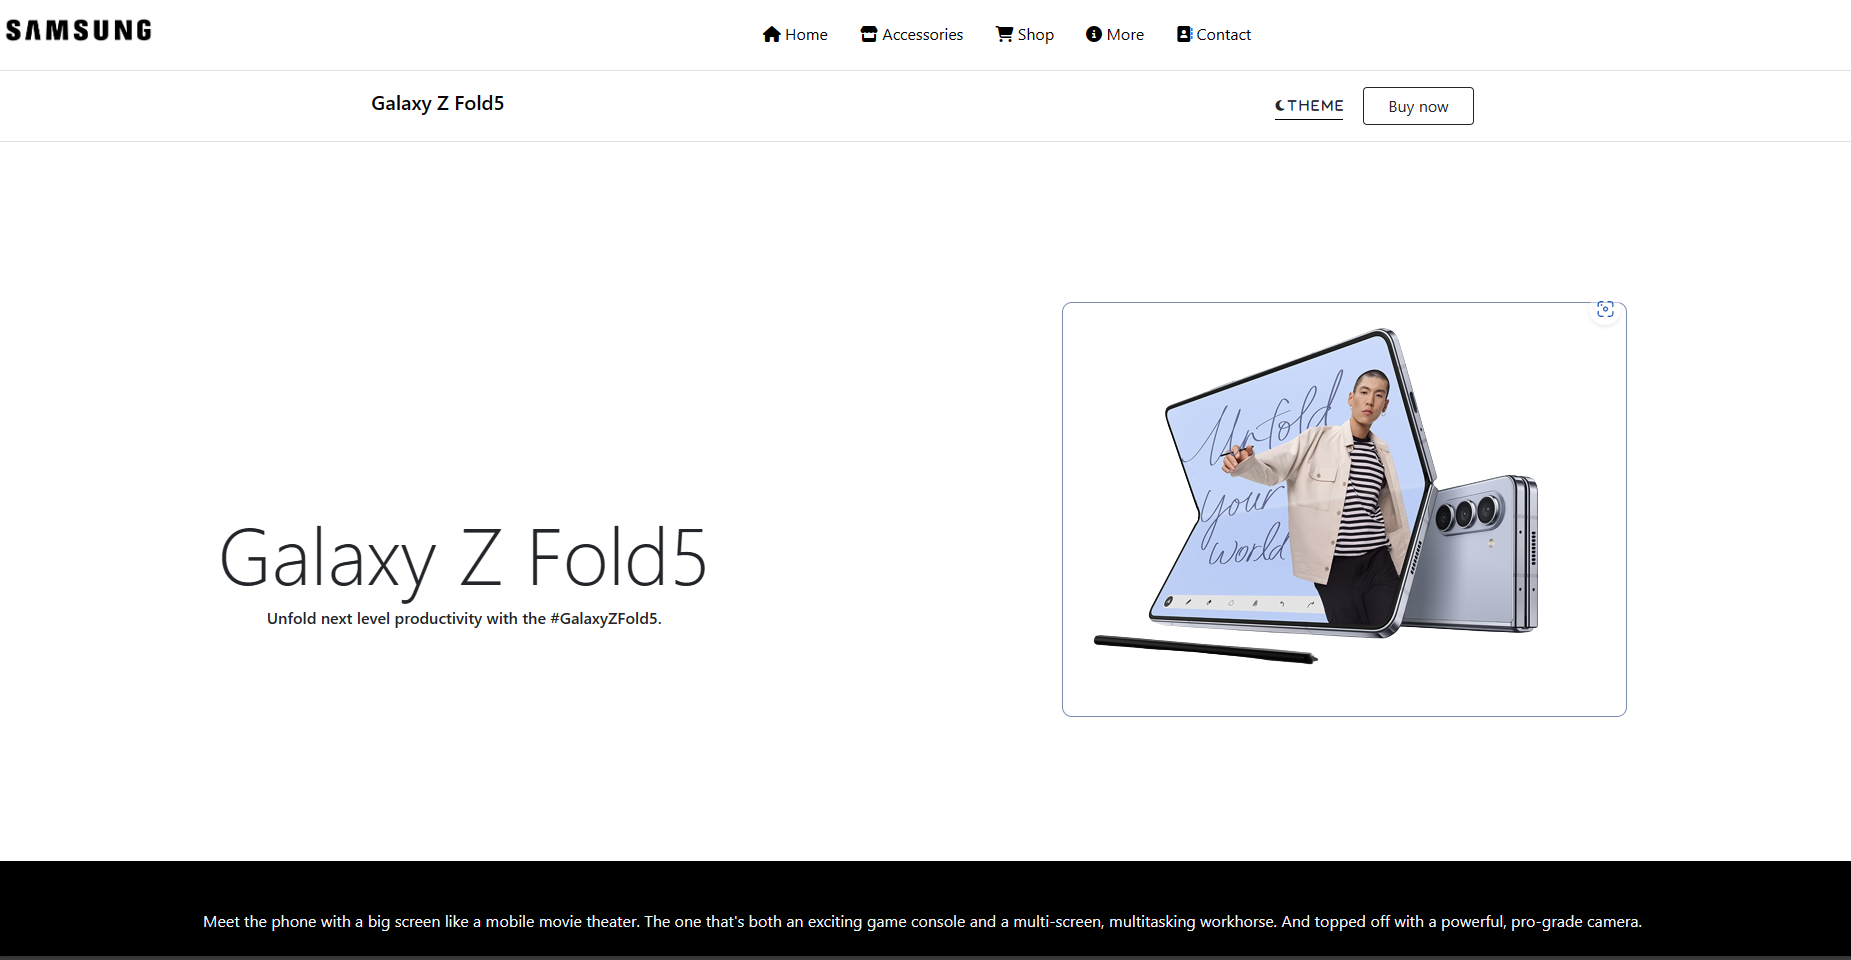 SAMSUNG
Home Accessories Shop More Contact
Galaxy Z Fold5
THEME
Buy now
Unfold
your
world
Galaxy Z Fold5
Unfold next level productivity with the #GalaxyZFold5.
Meet the phone with a big screen like a mobile movie theater. The one that's both an exciting game console and a multi-screen, multitasking workhorse. And topped off with a powerful, pro-grade camera.